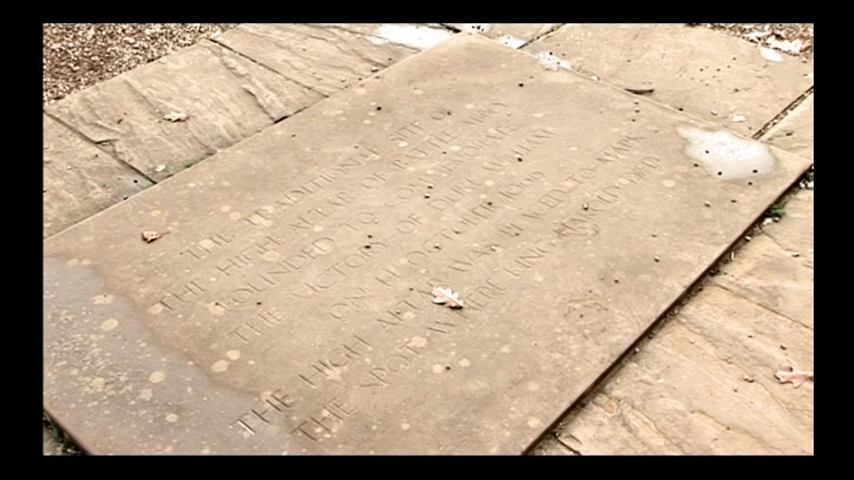 THE TRADITIONAL SITE OF
THE HIGH ALTAR OF BATTLE ABBEY
FOUNDED TO COMMEMORATE
THE VICTORY OF DUKE WILLIAM
ON 14 OCTOBER 1066
THE HIGH ALTAR WAS PLACED TO MARK
THE SPOT WHERE KING HAROLD DIED